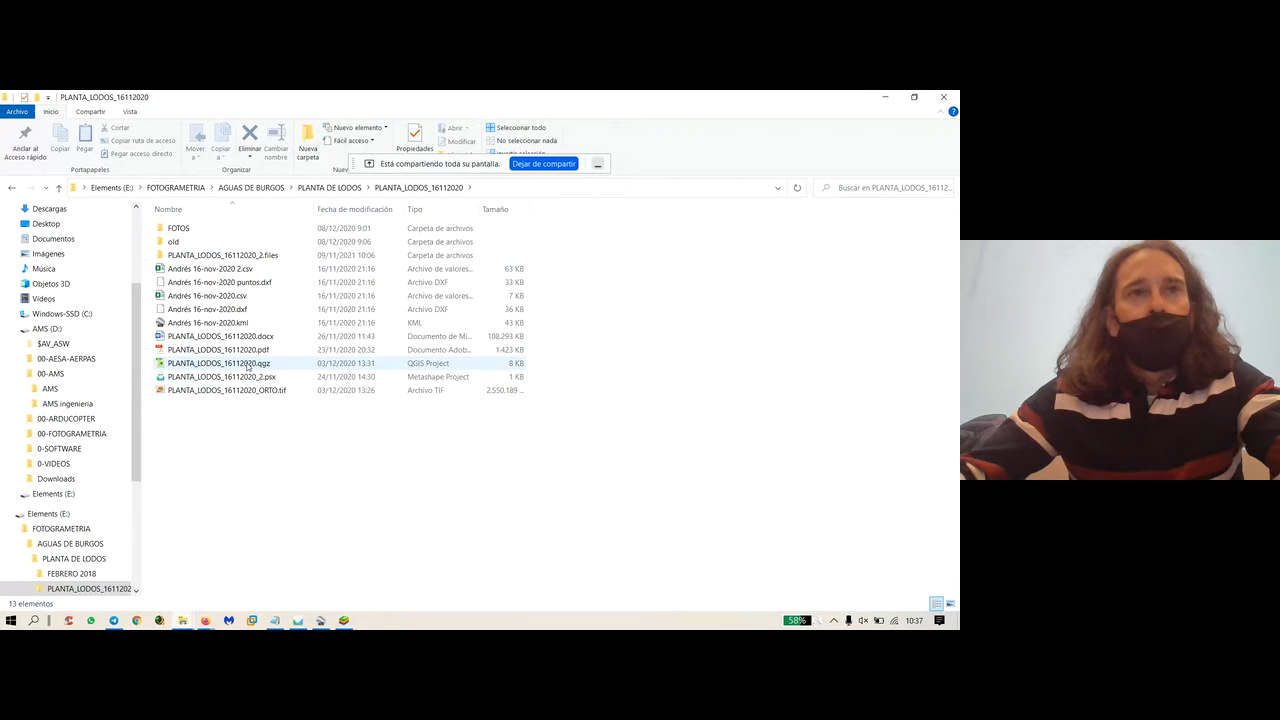 PLANTA_LODOS_16112020
Archivo Inicio Compartir Vista
Anclar al Acceso rápido
Copiar
Pegar
Cortar
Copiar ruta de acceso
Pegar acceso directo
Portapapeles
Mover a
Copiar a
Eliminar
Cambiar nombre
Organizar
Nueva carpeta
Nuevo elemento
Fácil acceso
Propiedades
Abrir
Modificar
Seleccionar todo
No seleccionar nada
Está compartiendo toda su pantalla. Dejar de compartir
Elements (E:) > FOTOGRAMETRIA > AGUAS DE BURGOS > PLANTA DE LODOS > PLANTA_LODOS_16112020 >
Buscar en PLANTA_LODOS_16112...
Descargas
Desktop
Documentos
Imágenes
Música
Objetos 3D
Vídeos
Windows-SSD (C:)
AMS (D:)
$AV_ASW
00-AESA-AERPAS
00-AMS
AMS
AMS ingenieria
00-ARDUCOPTER
00-FOTOGRAMETRIA
0-SOFTWARE
0-VIDEOS
Downloads
Elements (E:)
Elements (E:)
FOTOGRAMETRIA
AGUAS DE BURGOS
PLANTA DE LODOS
FEBRERO 2018
PLANTA_LODOS_1611202
Nombre Fecha de modificación Tipo Tamaño
FOTOS 08/12/2020 9:01 Carpeta de archivos
old 08/12/2020 9:06 Carpeta de archivos
PLANTA_LODOS_16112020_2.files 09/11/2021 10:06 Carpeta de archivos
Andrés 16-nov-2020 2.csv 16/11/2020 21:16 Archivo de valores... 63 KB
Andrés 16-nov-2020 puntos.dxf 16/11/2020 21:16 Archivo DXF 33 KB
Andrés 16-nov-2020.csv 16/11/2020 21:16 Archivo de valores... 7 KB
Andrés 16-nov-2020.dxf 16/11/2020 21:16 Archivo DXF 36 KB
Andrés 16-nov-2020.kml 16/11/2020 21:16 KML 43 KB
PLANTA_LODOS_16112020.docx 26/11/2020 11:43 Documento de Mi... 108.293 KB
PLANTA_LODOS_16112020.pdf 23/11/2020 20:32 Documento Adob... 1.423 KB
PLANTA_LODOS_16112020.qgz 03/12/2020 13:31 QGIS Project 8 KB
PLANTA_LODOS_16112020_2.psx 24/11/2020 14:30 Metashape Project 1 KB
PLANTA_LODOS_16112020_ORTO.tif 03/12/2020 13:26 Archivo TIF 2.550.189 ...
13 elementos
58% 10:37